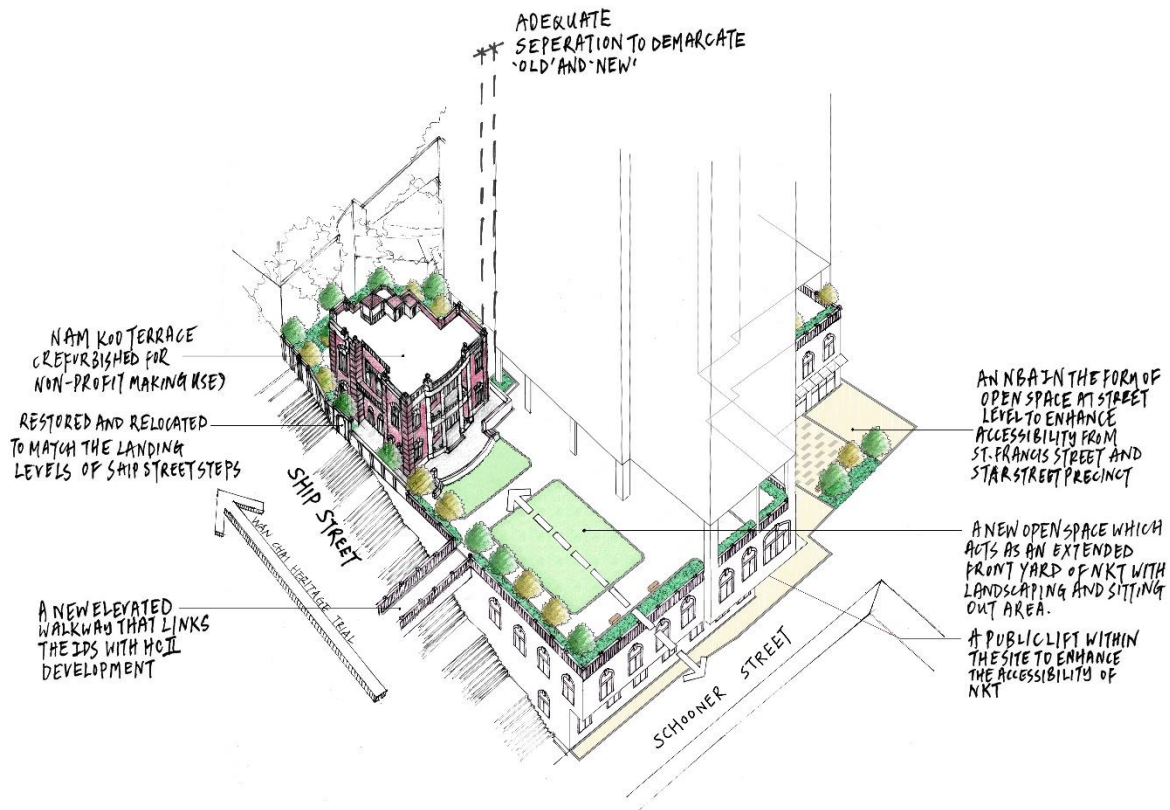 ADEQUATE
SEPERATION TO DEMARCATE
'OLD' AND 'NEW'
NAM KOO TERRACE
(REFURBISHED FOR
NON-PROFIT MAKING USE)
RESTORED AND RELOCATED
TO MATCH THE LANDING
LEVELS OF SHIP STREET STEPS
SHIP STREET
WAN CHAI HERITAGE TRIAL
A NEW ELEVATED
WALKWAY THAT LINKS
THE IDS WITH HCII
DEVELOPMENT
AN NBA IN THE FORM OF
OPEN SPACE AT STREET
LEVEL TO ENHANCE
ACCESSIBILITY FROM
ST. FRANCIS STREET AND
STAR STREET PRECINCT
A NEW OPEN SPACE WHICH
ACTS AS AN EXTENDED
FRONT YARD OF NKT WITH
LANDSCAPING AND SITTING
OUT AREA.
A PUBLIC LIFT WITHIN
THE SITE TO ENHANCE
THE ACCESSIBILITY OF
NKT
SCHOONER STREET